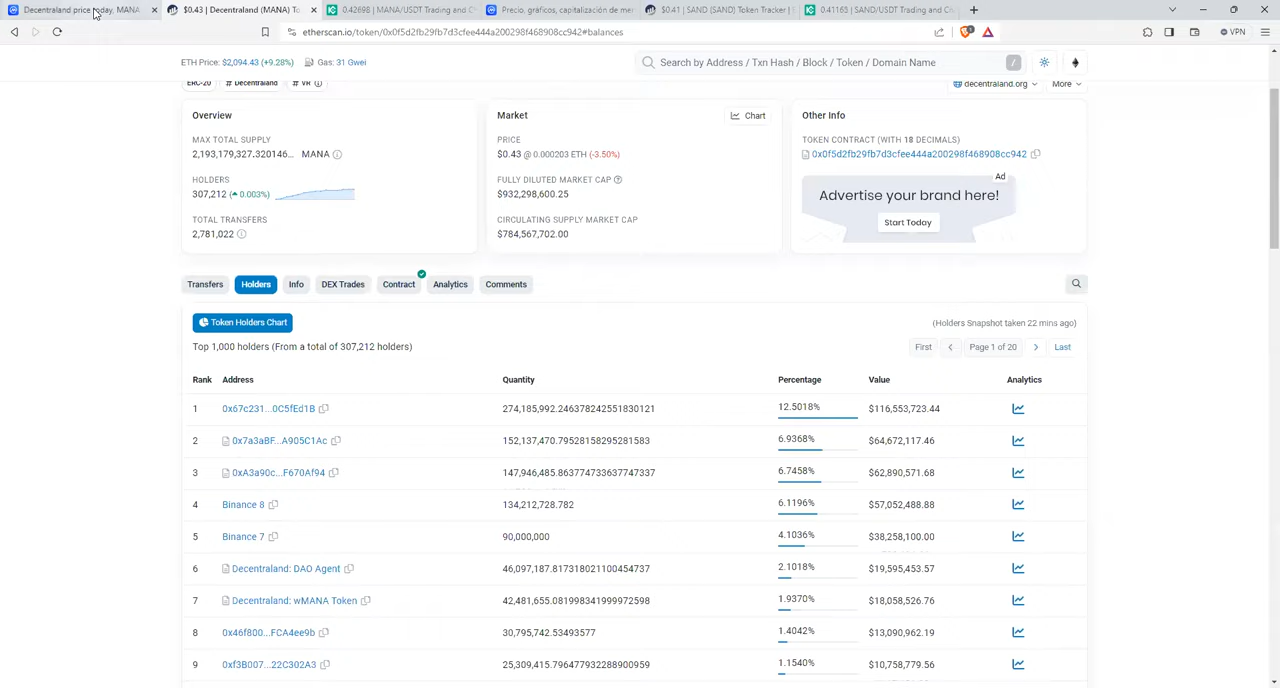 Decentraland price today, MANA
$0.43 | Decentraland (MANA) To
0.42698 | MANA/USDT Trading and C
Precio, gráficos, capitalización de me
$0.41 | SAND (SAND) Token Tracker |
0.41165 | SAND/USDT Trading and C
etherscan.io/token/0x0f5d2fb29fb7d3cfee444a200298f468908cc942#balances
VPN
ETH Price: $2,094.43 (+9.28%) Gas: 31 Gwei
Search by Address / Txn Hash / Block / Token / Domain Name /
ERC-20 # Decentraland # VR
decentraland.org More
Overview
MAX TOTAL SUPPLY
2,193,179,327.320146... MANA
HOLDERS
307,212 (0.003%)
TOTAL TRANSFERS
2,781,022
Market
Chart
PRICE
$0.43 @ 0.000203 ETH (-3.50%)
FULLY DILUTED MARKET CAP
$932,298,600.25
CIRCULATING SUPPLY MARKET CAP
$784,567,702.00
Other Info
TOKEN CONTRACT (WITH 18 DECIMALS)
0x0f5d2fb29fb7d3cfee444a200298f468908cc942
Ad
Advertise your brand here!
Start Today
Transfers Holders Info DEX Trades Contract Analytics Comments
Token Holders Chart
(Holders Snapshot taken 22 mins ago)
Top 1,000 holders (From a total of 307,212 holders)
First Page 1 of 20 Last
Rank Address Quantity Percentage Value Analytics
1 0x67c231...0C5fEd1B 274,185,992.246378242551830121 12.5018% $116,553,723.44
2 0x7a3aBF...A905C1Ac 152,137,470.79528158295281583 6.9368% $64,672,117.46
3 0xA3a90c...F670Af94 147,946,485.863774733637747337 6.7458% $62,890,571.68
4 Binance 8 134,212,728.782 6.1196% $57,052,488.88
5 Binance 7 90,000,000 4.1036% $38,258,100.00
6 Decentraland: DAO Agent 46,097,187.817318021100454737 2.1018% $19,595,453.57
7 Decentraland: wMANA Token 42,481,655.081998341999972598 1.9370% $18,058,526.76
8 0x46f800...FCA4ee9b 30,795,742.53493577 1.4042% $13,090,962.19
9 0xf3B007...22C302A3 25,309,415.796477932288900959 1.1540% $10,758,779.56